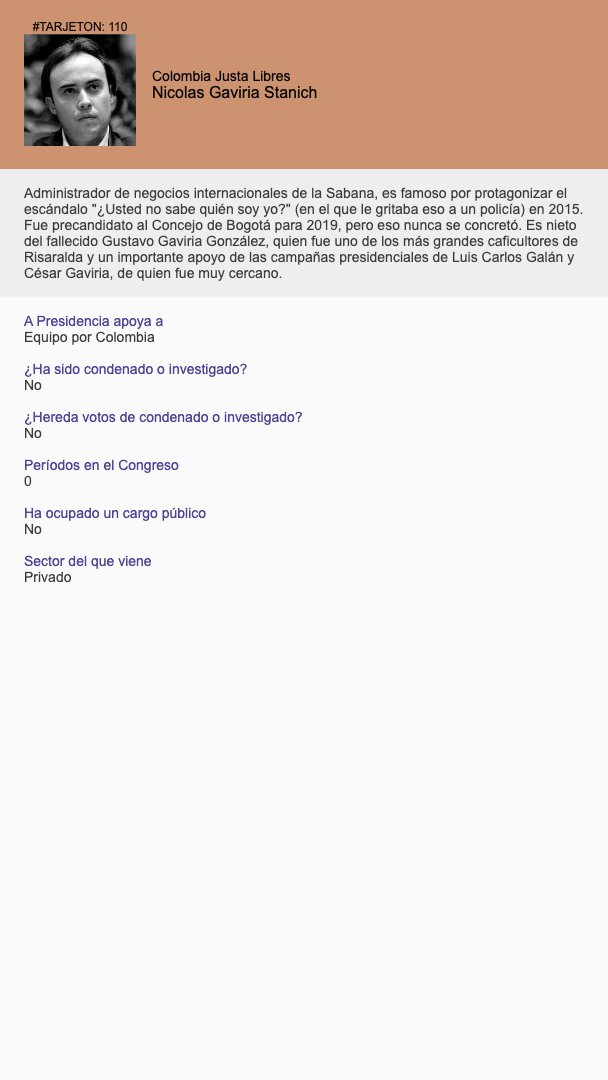 #TARJETON: 110
Colombia Justa Libres
Nicolas Gaviria Stanich
Administrador de negocios internacionales de la Sabana, es famoso por protagonizar el
escándalo "¿Usted no sabe quién soy yo?" (en el que le gritaba eso a un policía) en 2015.
Fue precandidato al Concejo de Bogotá para 2019, pero eso nunca se concretó. Es nieto
del fallecido Gustavo Gaviria González, quien fue uno de los más grandes caficultores de
Risaralda y un importante apoyo de las campañas presidenciales de Luis Carlos Galán y
César Gaviria, de quien fue muy cercano.
A Presidencia apoya a
Equipo por Colombia
¿Ha sido condenado o investigado?
No
¿Hereda votos de condenado o investigado?
No
Períodos en el Congreso
0
Ha ocupado un cargo público
No
Sector del que viene
Privado